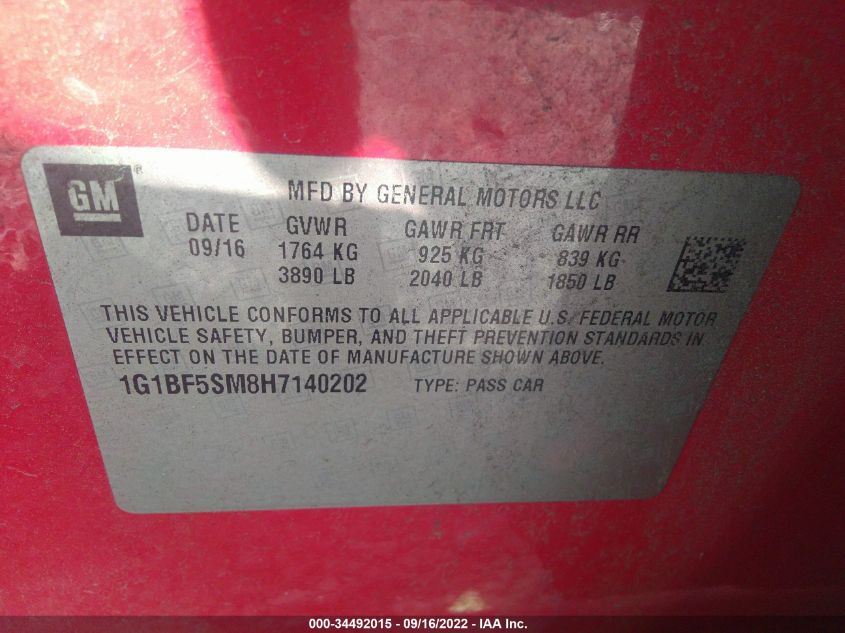 GM®
MFD BY GENERAL MOTORS LLC
DATE GVWR GAWR FRT GAWR RR
09/16 1764 KG 925 KG 839 KG
3890 LB 2040 LB 1850 LB
THIS VEHICLE CONFORMS TO ALL APPLICABLE U.S. FEDERAL MOTOR
VEHICLE SAFETY, BUMPER, AND THEFT PREVENTION STANDARDS IN
EFFECT ON THE DATE OF MANUFACTURE SHOWN ABOVE.
1G1BF5SM8H7140202 TYPE: PASS CAR
000-34492015 - 09/16/2022 - IAA Inc.